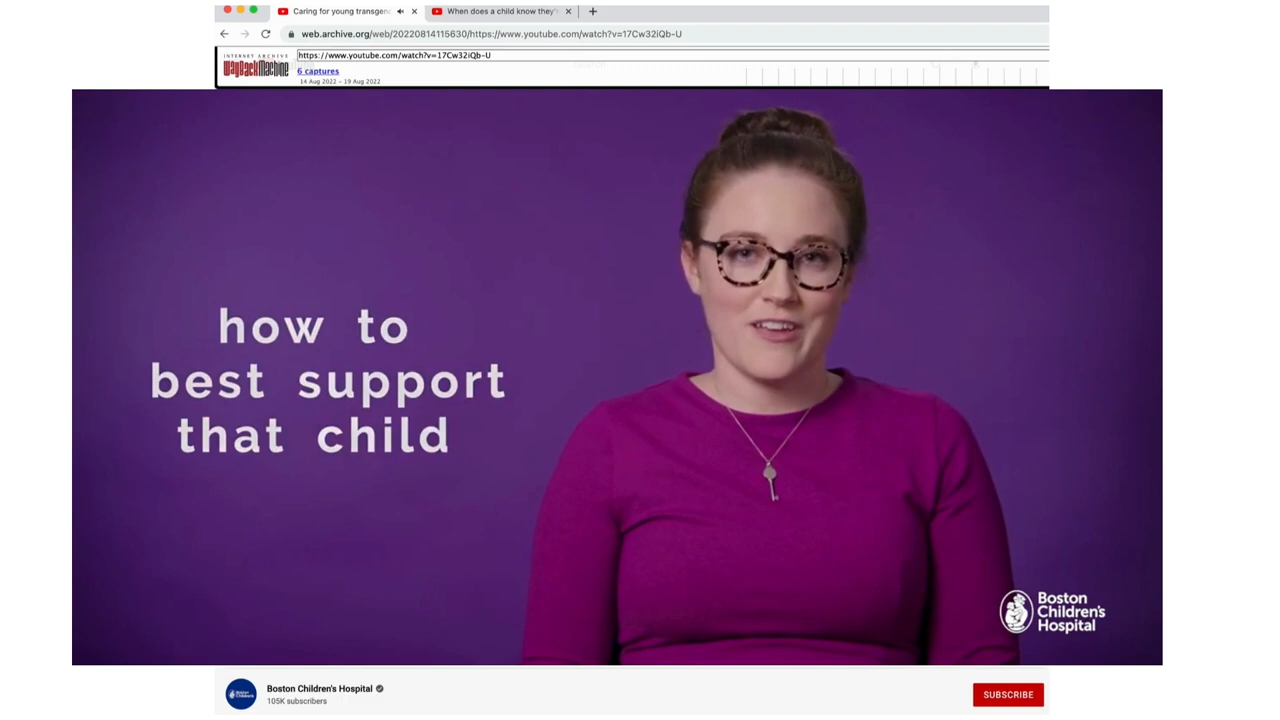 Caring for young transgen
When does a child know they'r
web.archive.org/web/20220814115630/https://www.youtube.com/watch?v=17Cw32iQb-U
INTERNET ARCHIVE
WayBackMachine
https://www.youtube.com/watch?v=17Cw32iQb-U
6 captures
14 Aug 2022 – 19 Aug 2022
how to
best support
that child
Boston
Children's
Hospital
Boston Children's Hospital
105K subscribers
SUBSCRIBE